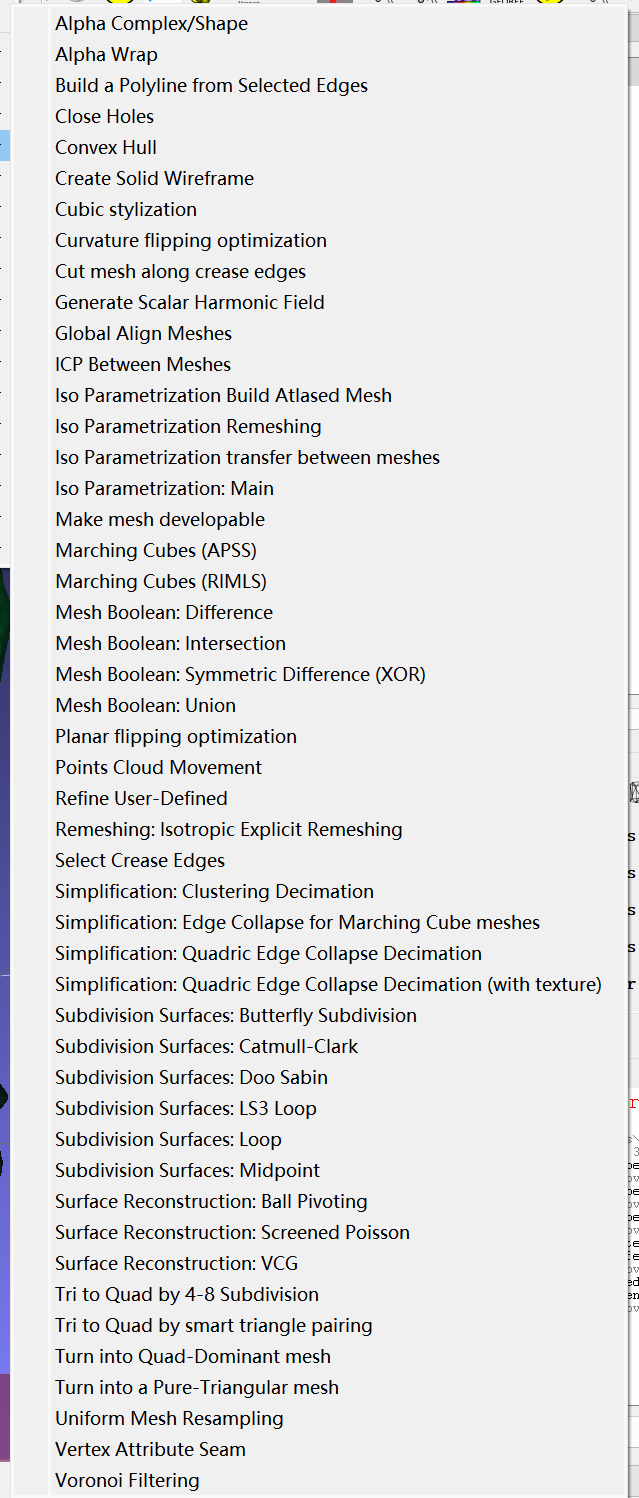 Alpha Complex/Shape
Alpha Wrap
Build a Polyline from Selected Edges
Close Holes
Convex Hull
Create Solid Wireframe
Cubic stylization
Curvature flipping optimization
Cut mesh along crease edges
Generate Scalar Harmonic Field
Global Align Meshes
ICP Between Meshes
Iso Parametrization Build Atlased Mesh
Iso Parametrization Remeshing
Iso Parametrization transfer between meshes
Iso Parametrization: Main
Make mesh developable
Marching Cubes (APSS)
Marching Cubes (RIMLS)
Mesh Boolean: Difference
Mesh Boolean: Intersection
Mesh Boolean: Symmetric Difference (XOR)
Mesh Boolean: Union
Planar flipping optimization
Points Cloud Movement
Refine User-Defined
Remeshing: Isotropic Explicit Remeshing
Select Crease Edges
Simplification: Clustering Decimation
Simplification: Edge Collapse for Marching Cube meshes
Simplification: Quadric Edge Collapse Decimation
Simplification: Quadric Edge Collapse Decimation (with texture)
Subdivision Surfaces: Butterfly Subdivision
Subdivision Surfaces: Catmull-Clark
Subdivision Surfaces: Doo Sabin
Subdivision Surfaces: LS3 Loop
Subdivision Surfaces: Loop
Subdivision Surfaces: Midpoint
Surface Reconstruction: Ball Pivoting
Surface Reconstruction: Screened Poisson
Surface Reconstruction: VCG
Tri to Quad by 4-8 Subdivision
Tri to Quad by smart triangle pairing
Turn into Quad-Dominant mesh
Turn into a Pure-Triangular mesh
Uniform Mesh Resampling
Vertex Attribute Seam
Voronoi Filtering